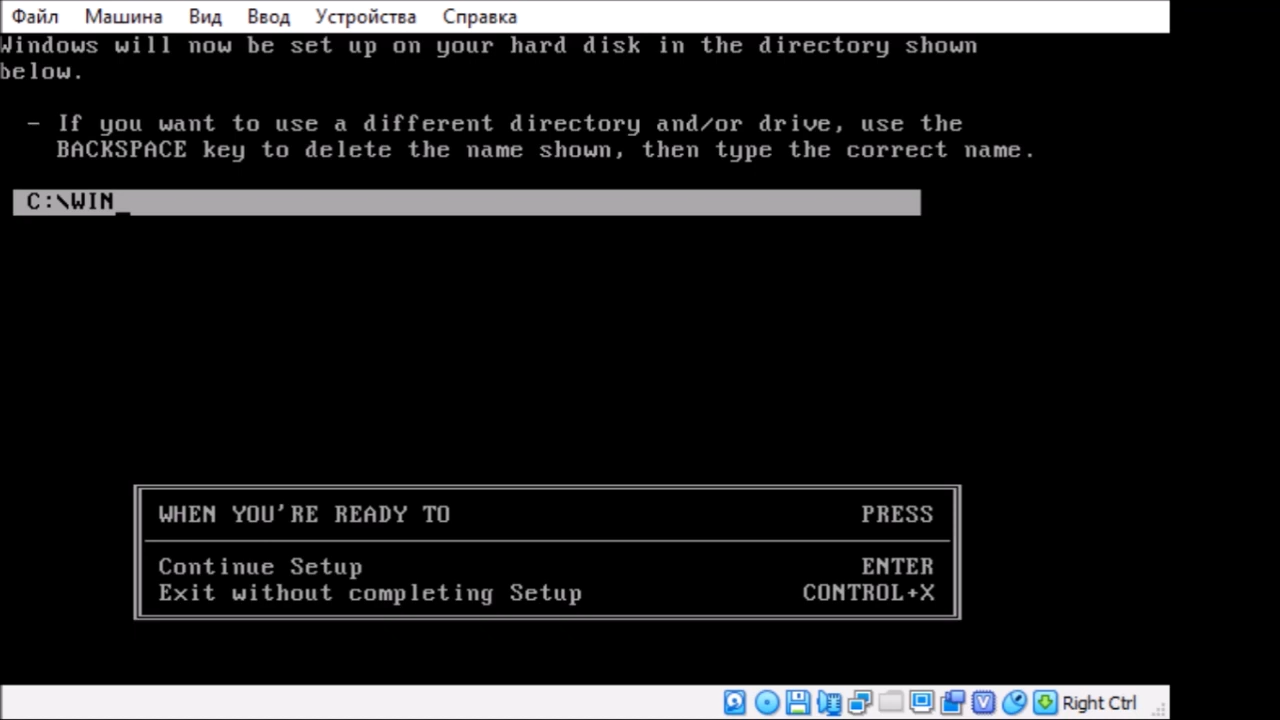 Файл Машина Вид Ввод Устройства Справка
Windows will now be set up on your hard disk in the directory shown
below.
- If you want to use a different directory and/or drive, use the
BACKSPACE key to delete the name shown, then type the correct name.
C:\WIN_
WHEN YOU'RE READY TO PRESS
Continue Setup ENTER
Exit without completing Setup CONTROL+X
Right Ctrl